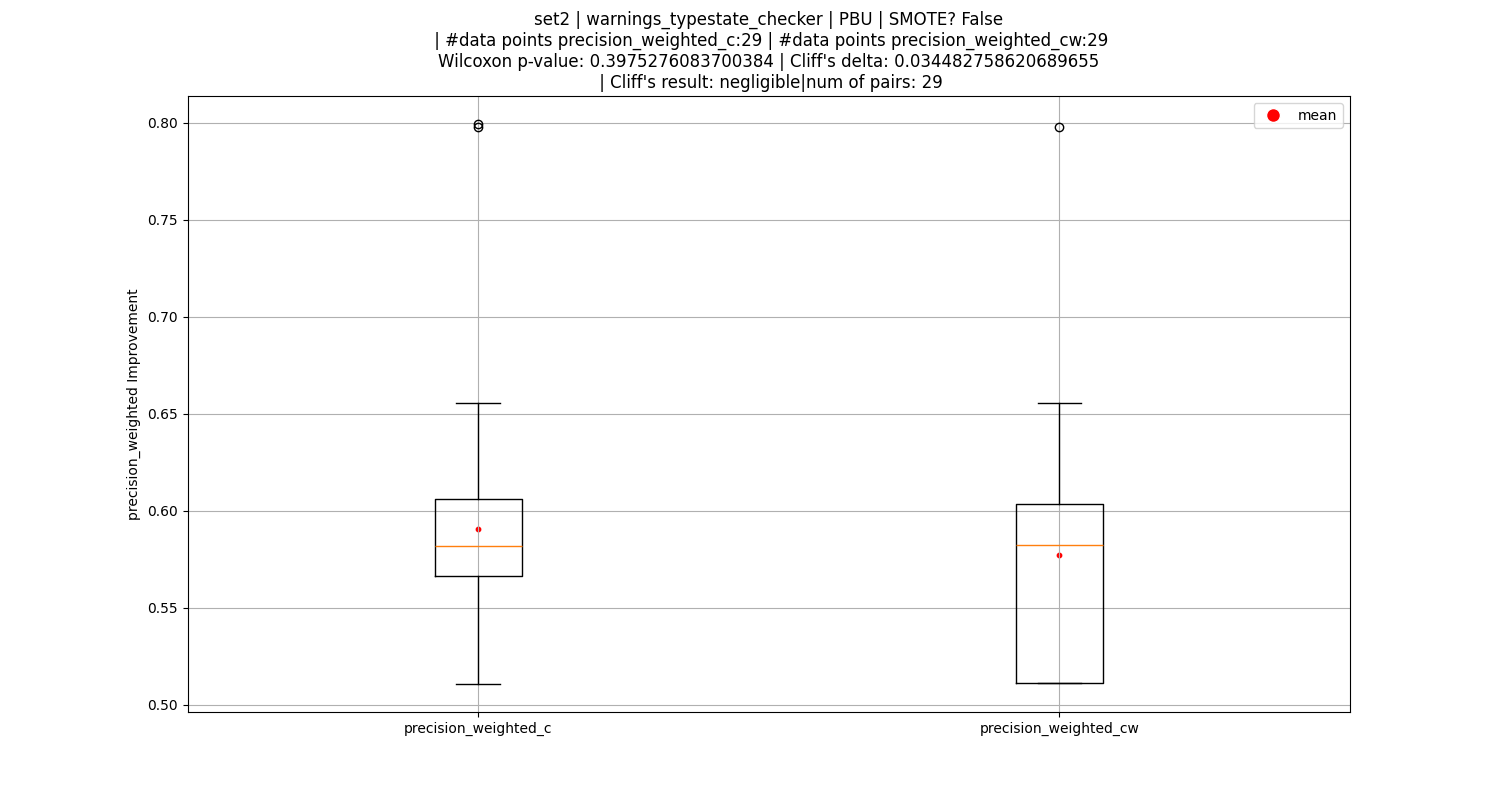 set2 | warnings_typestate_checker | PBU | SMOTE? False
| #data points precision_weighted_c:29 | #data points precision_weighted_cw:29
Wilcoxon p-value: 0.3975276083700384 | Cliff's delta: 0.034482758620689655
| Cliff's result: negligible|num of pairs: 29
mean
0.80
0.75
0.70
0.65
0.60
0.55
0.50
precision_weighted Improvement
precision_weighted_c
precision_weighted_cw